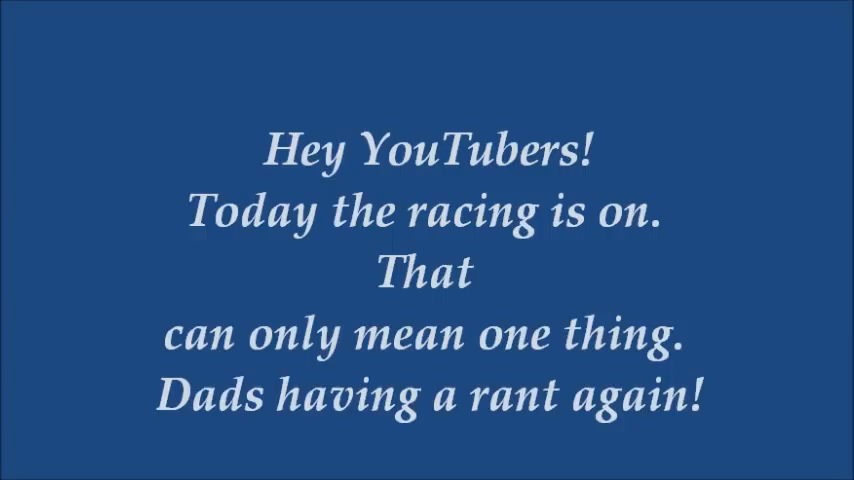 Hey YouTubers!
Today the racing is on.
That
can only mean one thing.
Dads having a rant again!